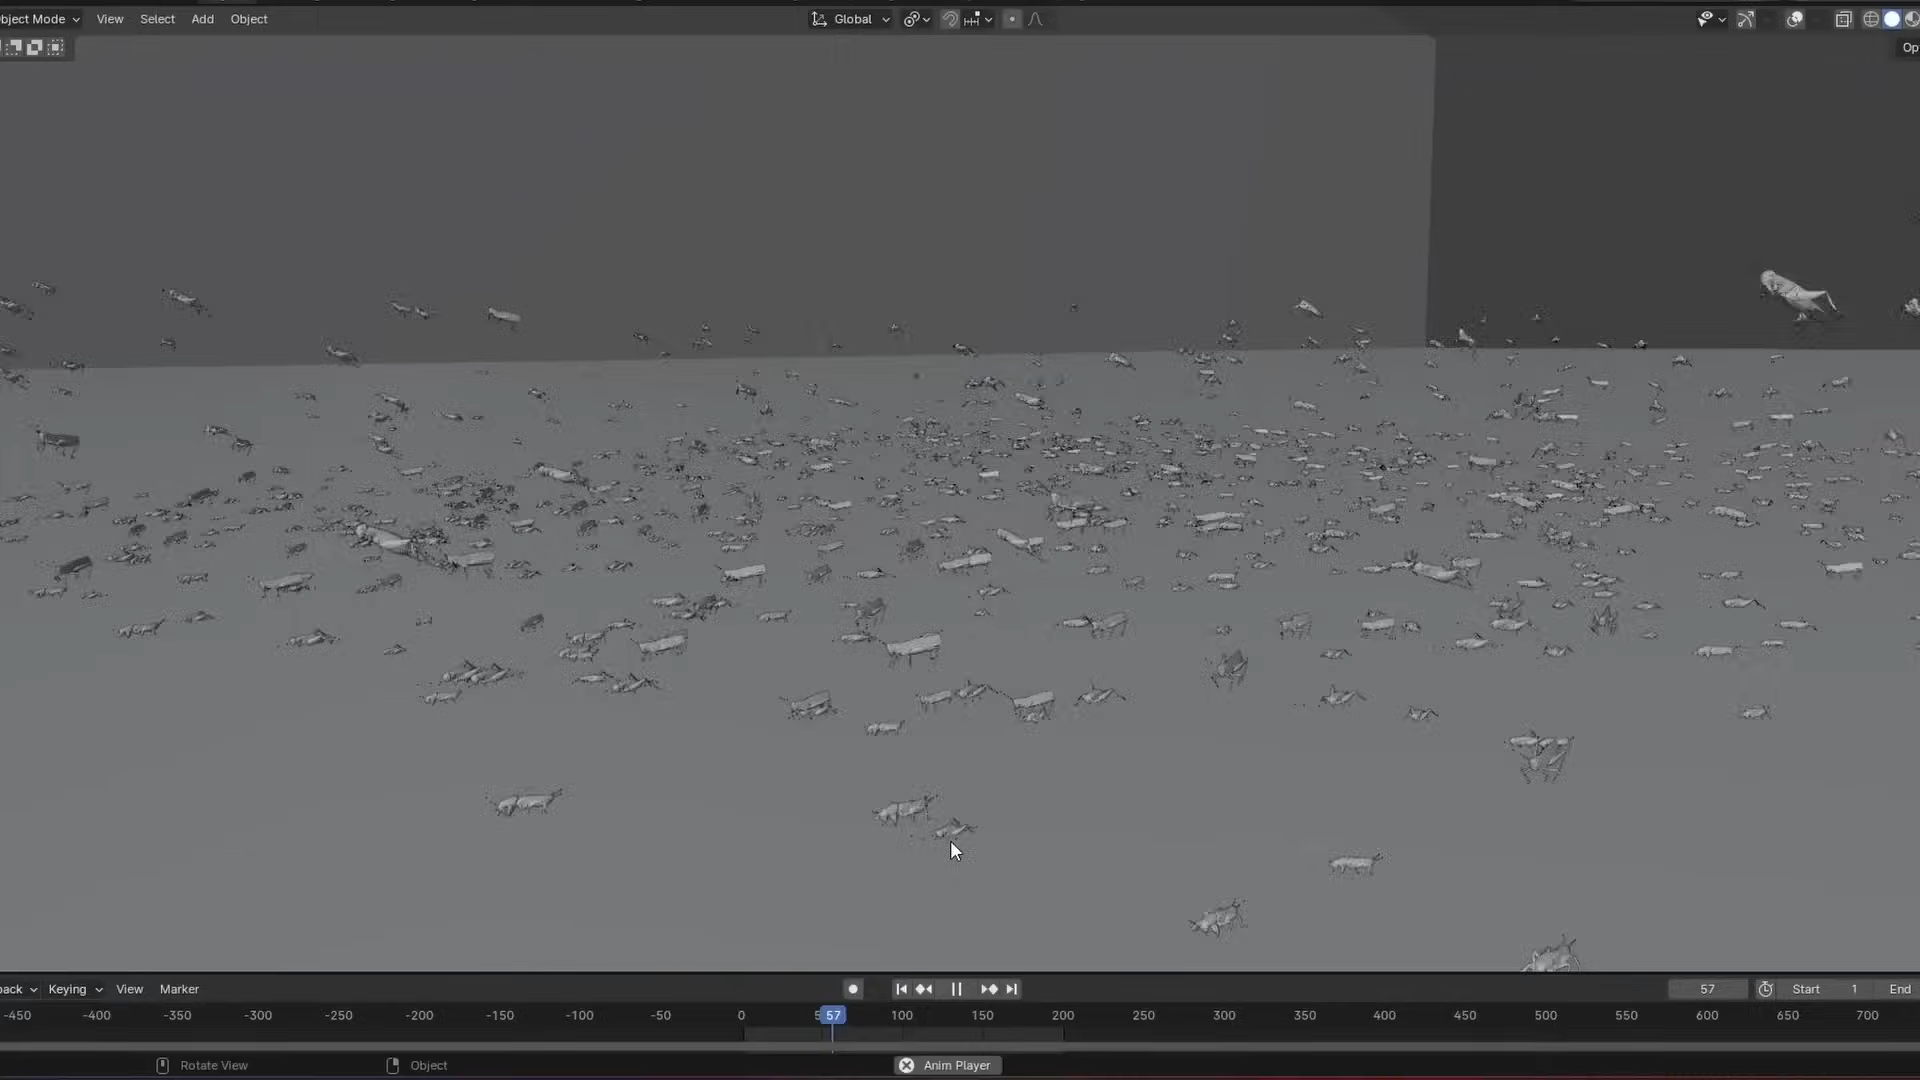 bject Mode View Select Add Object Global
Op
back Keying View Marker 57 Start 1 End
-450 -400 -350 -300 -250 -200 -150 -100 -50 0 5 57 100 150 200 250 300 350 400 450 500 550 600 650 700
Rotate View Object Anim Player